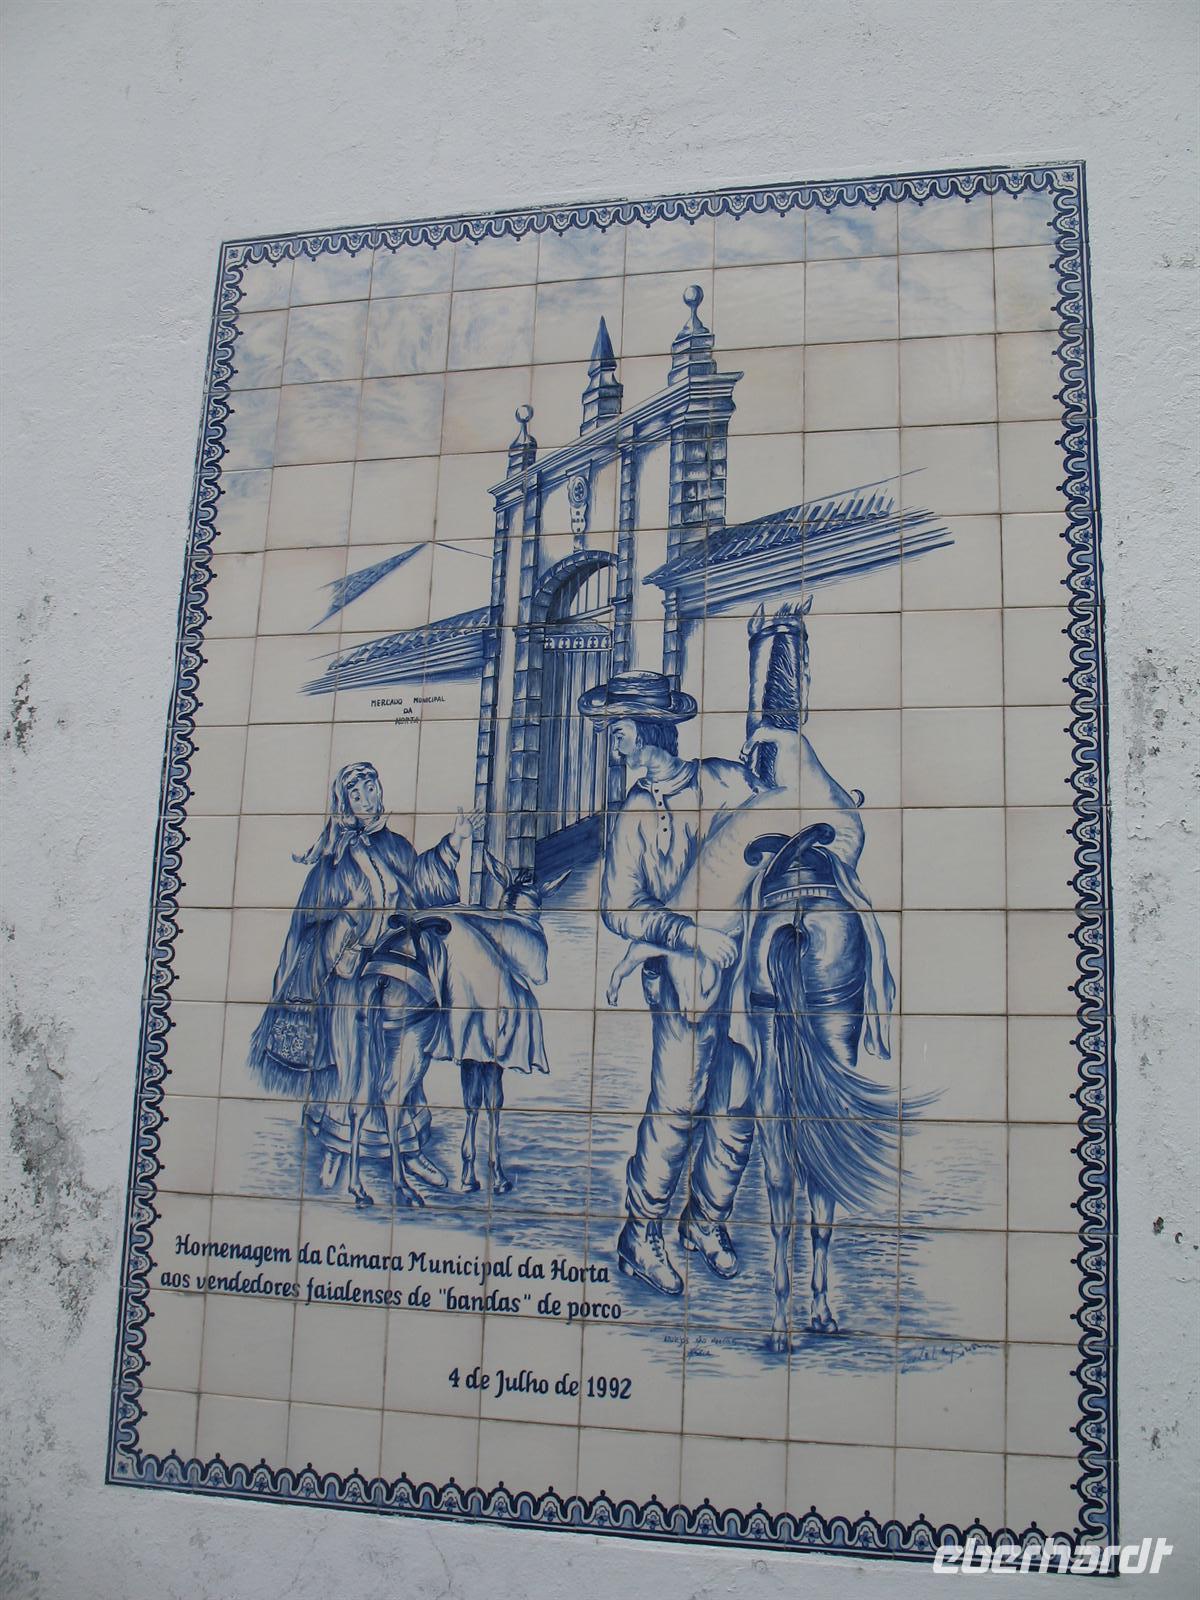 MERCADO MUNICIPAL
DA
HORTA
Homenagem da Câmara Municipal da Horta
aos vendedores faialenses de "bandas" de porco
4 de Julho de 1992
eberhardt